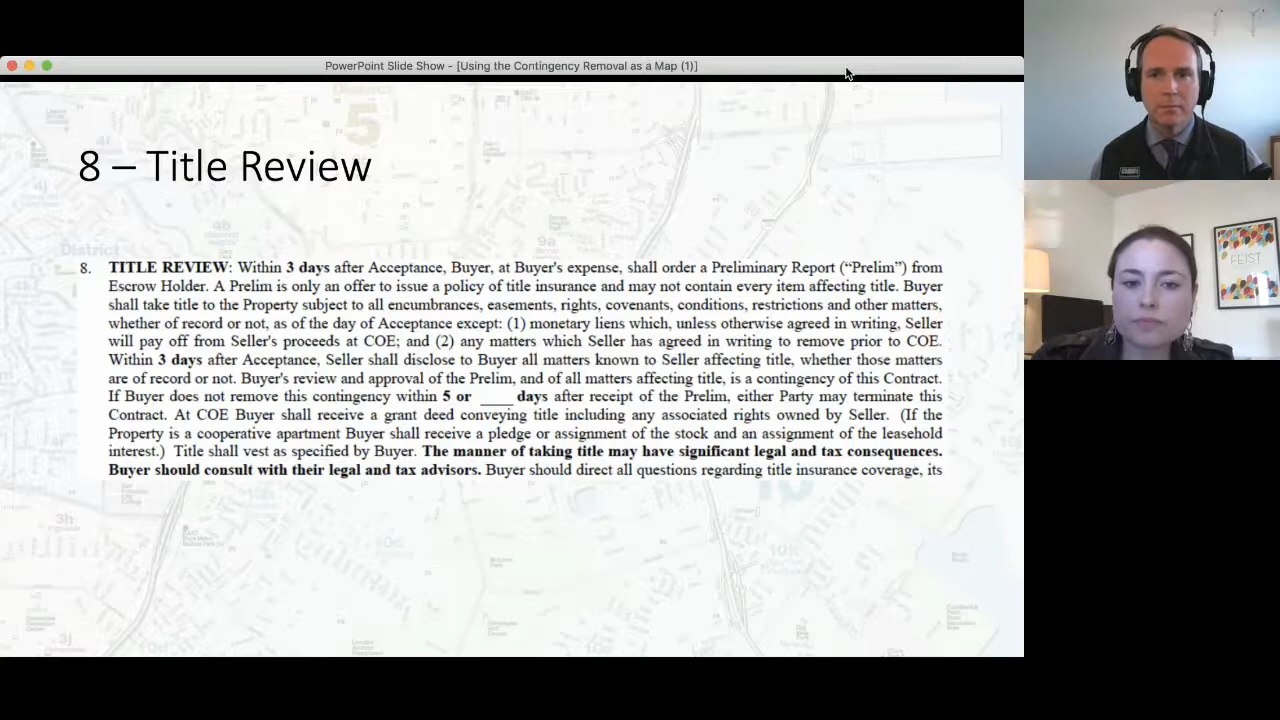 PowerPoint Slide Show - [Using the Contingency Removal as a Map (1)]
8 – Title Review
8. TITLE REVIEW: Within 3 days after Acceptance, Buyer, at Buyer's expense, shall order a Preliminary Report (“Prelim”) from
Escrow Holder. A Prelim is only an offer to issue a policy of title insurance and may not contain every item affecting title. Buyer
shall take title to the Property subject to all encumbrances, easements, rights, covenants, conditions, restrictions and other matters,
whether of record or not, as of the day of Acceptance except: (1) monetary liens which, unless otherwise agreed in writing, Seller
will pay off from Seller's proceeds at COE; and (2) any matters which Seller has agreed in writing to remove prior to COE.
Within 3 days after Acceptance, Seller shall disclose to Buyer all matters known to Seller affecting title, whether those matters
are of record or not. Buyer's review and approval of the Prelim, and of all matters affecting title, is a contingency of this Contract.
If Buyer does not remove this contingency within 5 or ____ days after receipt of the Prelim, either Party may terminate this
Contract. At COE Buyer shall receive a grant deed conveying title including any associated rights owned by Seller. (If the
Property is a cooperative apartment Buyer shall receive a pledge or assignment of the stock and an assignment of the leasehold
interest.) Title shall vest as specified by Buyer. The manner of taking title may have significant legal and tax consequences.
Buyer should consult with their legal and tax advisors. Buyer should direct all questions regarding title insurance coverage, its
District
5
4b
9a
3h
10k
3j
FEIST